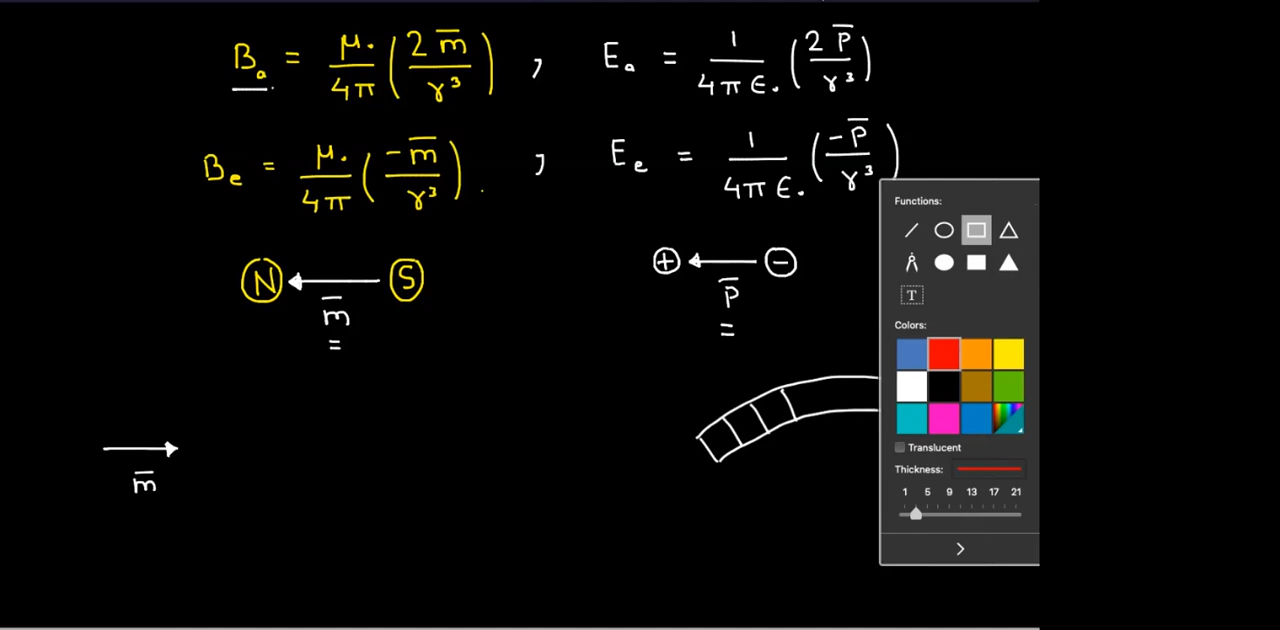 Bₐ = μ₀/4π (2m̅/r³) , Eₐ = 1/4πε₀ (2p̅/r³)
Bₑ = μ₀/4π (-m̅/r³) . , Eₑ = 1/4πε₀ (-p̅/r³)
N S + −
m̅ p̅
= =
m̅
Functions:
T
Colors:
Translucent
Thickness:
1 5 9 13 17 21